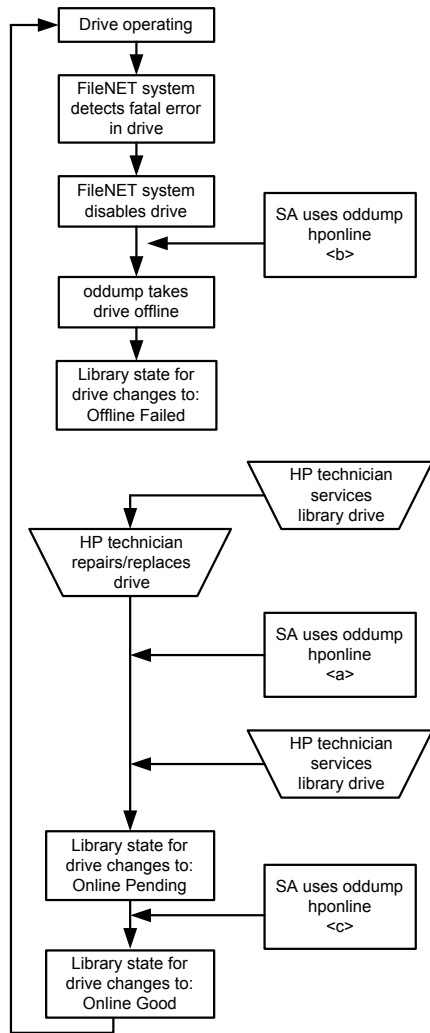 Drive operating
FileNET system
detects fatal error
in drive
FileNET system
disables drive
SA uses oddump
hponline
<b>
oddump takes
drive offline
Library state for
drive changes to:
Offline Failed
HP technician
services
library drive
HP technician
repairs/replaces
drive
SA uses oddump
hponline
<a>
HP technician
services
library drive
Library state for
drive changes to:
Online Pending
SA uses oddump
hponline
<c>
Library state for
drive changes to:
Online Good